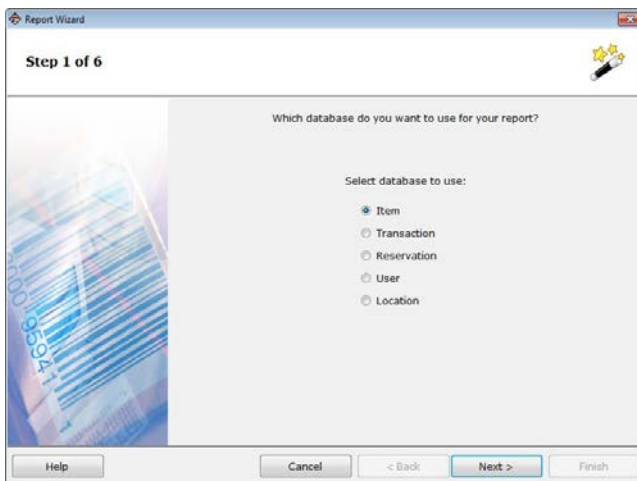 Report Wizard
Step 1 of 6
Which database do you want to use for your report?
Select database to use:
Item
Transaction
Reservation
User
Location
Help
Cancel
< Back
Next >
Finish